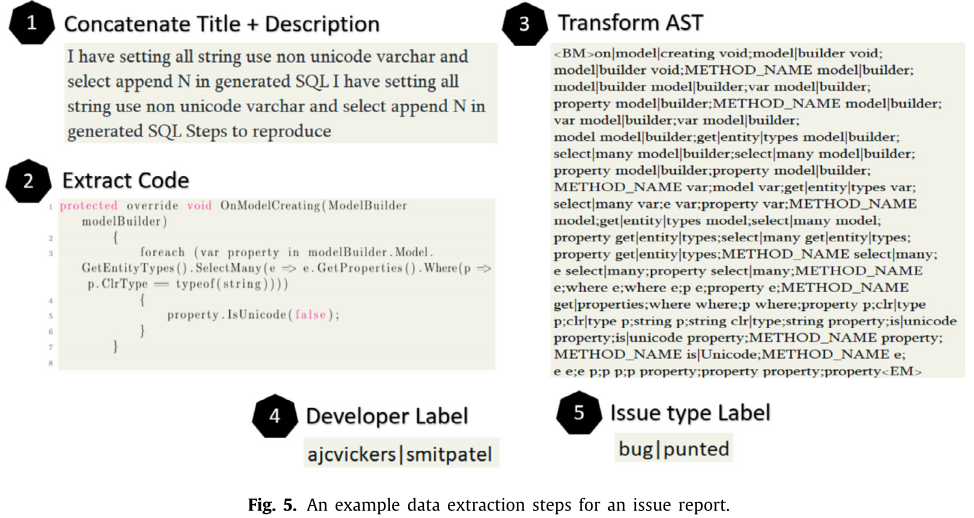 1 Concatenate Title + Description
I have setting all string use non unicode varchar and
select append N in generated SQL I have setting all
string use non unicode varchar and select append N in
generated SQL Steps to reproduce
2 Extract Code
1 protected override void OnModelCreating(ModelBuilder
modelBuilder)
2 {
3 foreach (var property in modelBuilder.Model.
GetEntityTypes().SelectMany(e => e.GetProperties().Where(p =>
p.ClrType == typeof(string))))
4 {
5 property.IsUnicode(false);
6 }
7 }
8
3 Transform AST
<BM>on|model|creating void;model|builder void;
model|builder void;METHOD_NAME model|builder;
model|builder model|builder;var model|builder;
property model|builder;METHOD_NAME model|builder;
var model|builder;var model|builder;
model model|builder;get|entity|types model|builder;
select|many model|builder;select|many model|builder;
property model|builder;property model|builder;
METHOD_NAME var;model var;get|entity|types var;
select|many var;e var;property var;METHOD_NAME
model;get|entity|types model;select|many model;
property get|entity|types;select|many get|entity|types;
property get|entity|types;METHOD_NAME select|many;
e select|many;property select|many;METHOD_NAME
e;where e;where e;p e;property e;METHOD_NAME
get|properties;where where;p where;property p;clr|type
p;clr|type p;string p;string clr|type;string property;is|unicode
property;is|unicode property;METHOD_NAME property;
METHOD_NAME is|Unicode;METHOD_NAME e;
e e;e p;p p;p property;property property;property<EM>
4 Developer Label
ajcvickers|smitpatel
5 Issue type Label
bug|punted
Fig. 5. An example data extraction steps for an issue report.